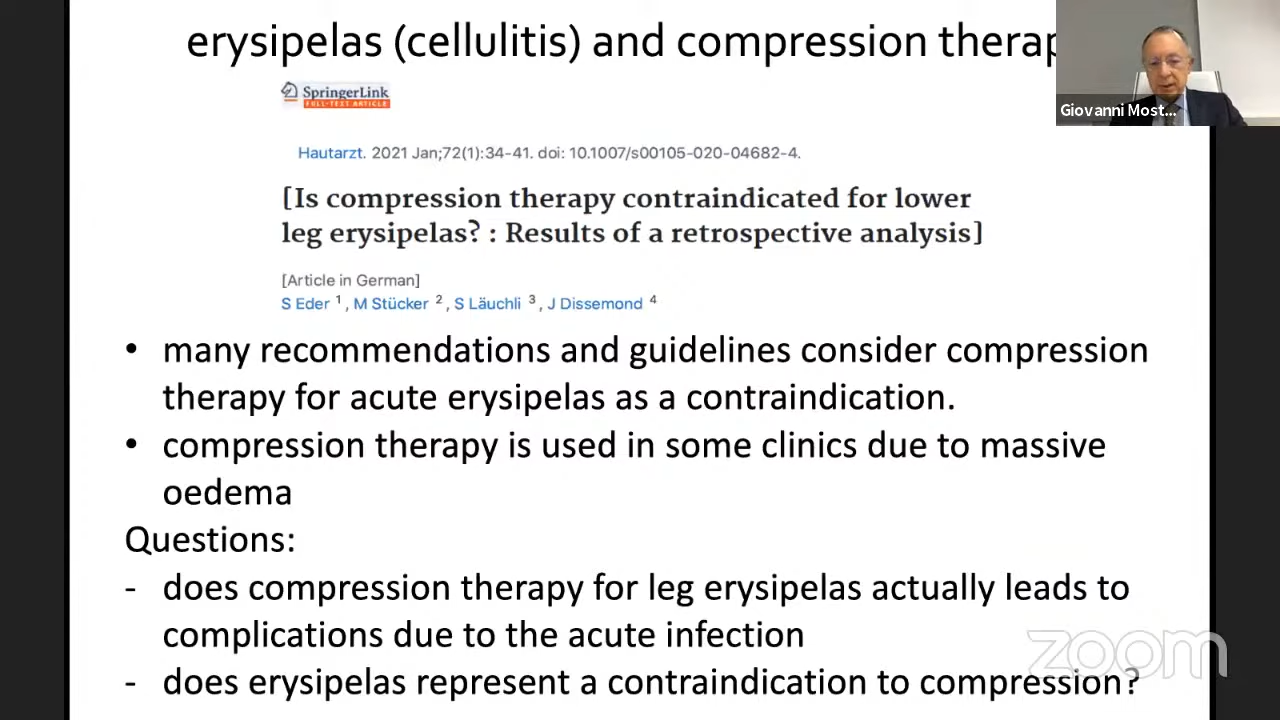 erysipelas (cellulitis) and compression therap
SpringerLink
FULL-TEXT ARTICLE
Giovanni Most...
Hautarzt. 2021 Jan;72(1):34-41. doi: 10.1007/s00105-020-04682-4.
[Is compression therapy contraindicated for lower
leg erysipelas? : Results of a retrospective analysis]
[Article in German]
S Eder 1, M Stücker 2, S Läuchli 3, J Dissemond 4
• many recommendations and guidelines consider compression
therapy for acute erysipelas as a contraindication.
• compression therapy is used in some clinics due to massive
oedema
Questions:
- does compression therapy for leg erysipelas actually leads to
complications due to the acute infection
- does erysipelas represent a contraindication to compression?
zoom